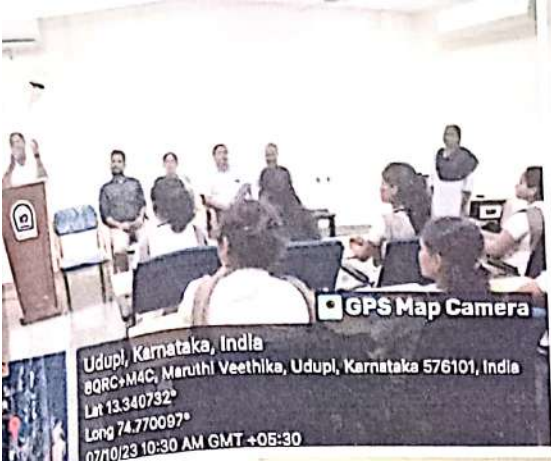 GPS Map Camera
Udupi, Karnataka, India
8QRC+M4C, Maruthi Veethika, Udupi, Karnataka 576101, India
Lat 13.340732°
Long 74.770097°
07/10/23 10:30 AM GMT +05:30